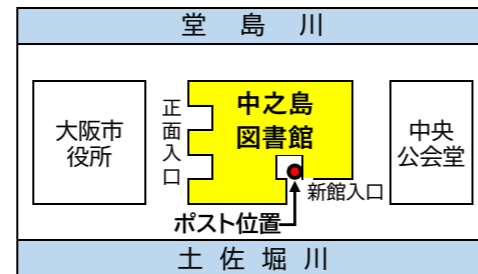 堂島川
大阪市
役所
正面入口
中之島
図書館
中央
公会堂
新館入口
ポスト位置
土佐堀川